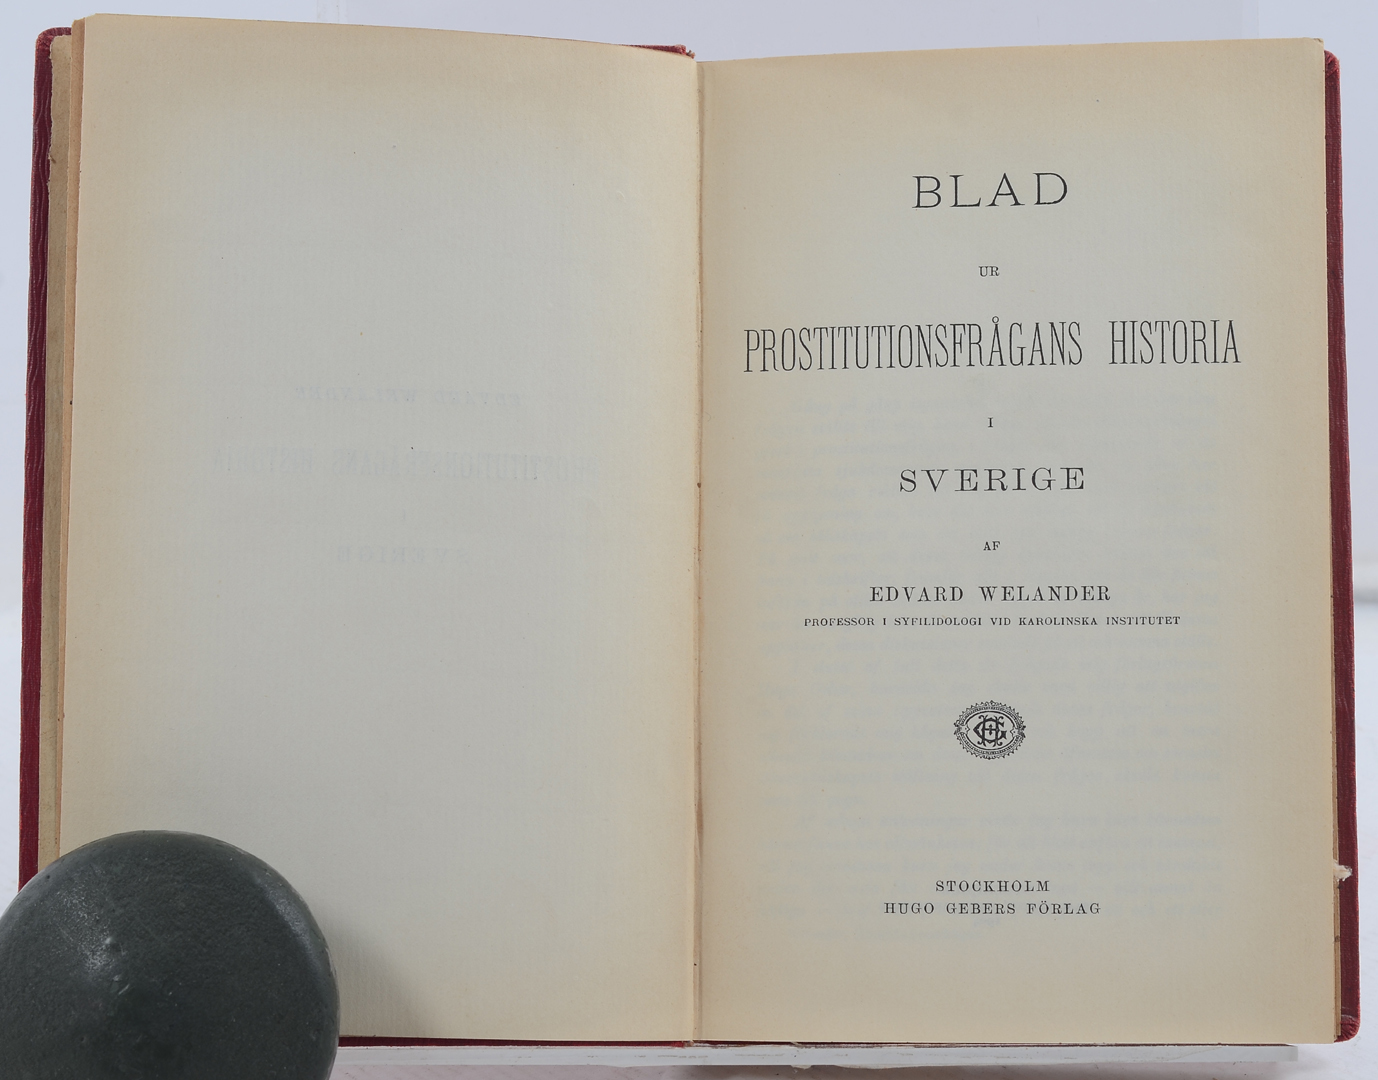 BLAD
UR
PROSTITUTIONSFRÅGANS HISTORIA
I
SVERIGE
AF
EDVARD WELANDER
PROFESSOR I SYFILIDOLOGI VID KAROLINSKA INSTITUTET
STOCKHOLM
HUGO GEBERS FÖRLAG